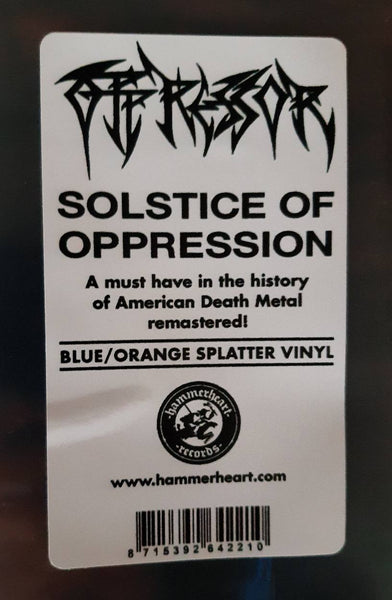 OPPRESSOR
SOLSTICE OF
OPPRESSION
A must have in the history
of American Death Metal
remastered!
BLUE/ORANGE SPLATTER VINYL
-hammerheart-
-records-
www.hammerheart.com
8 715392 642210